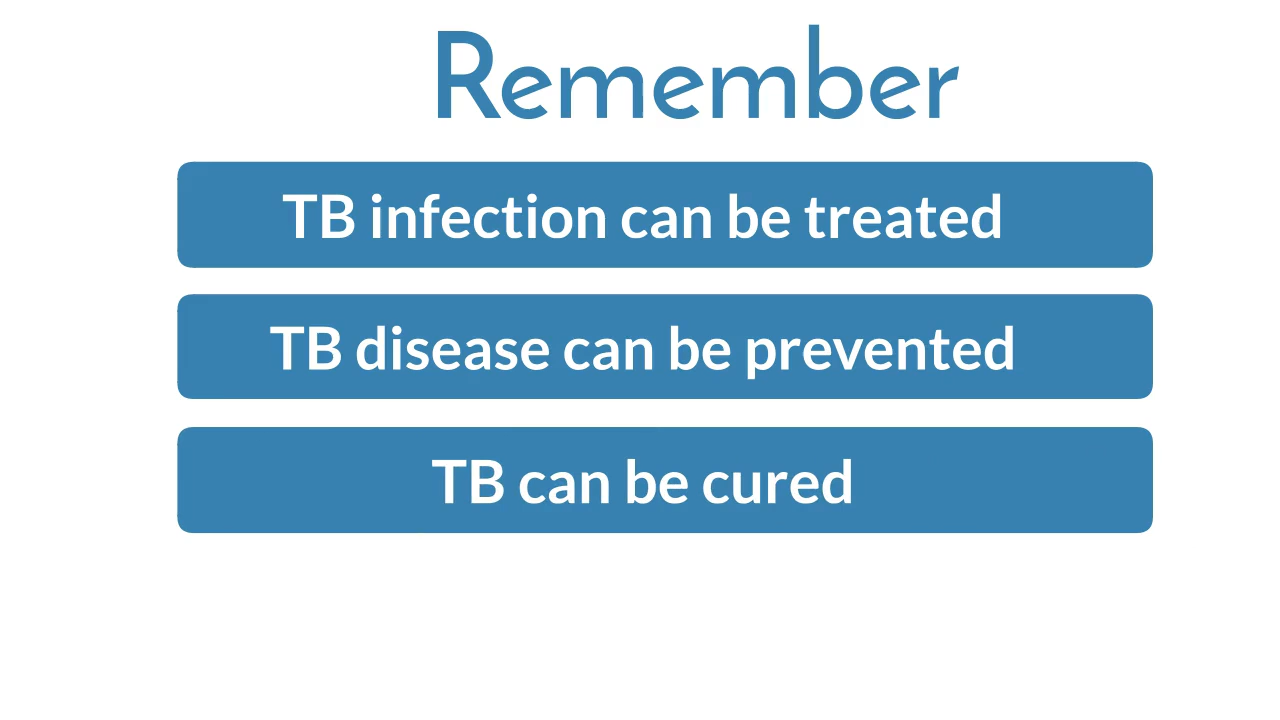 Remember
TB infection can be treated
TB disease can be prevented
TB can be cured